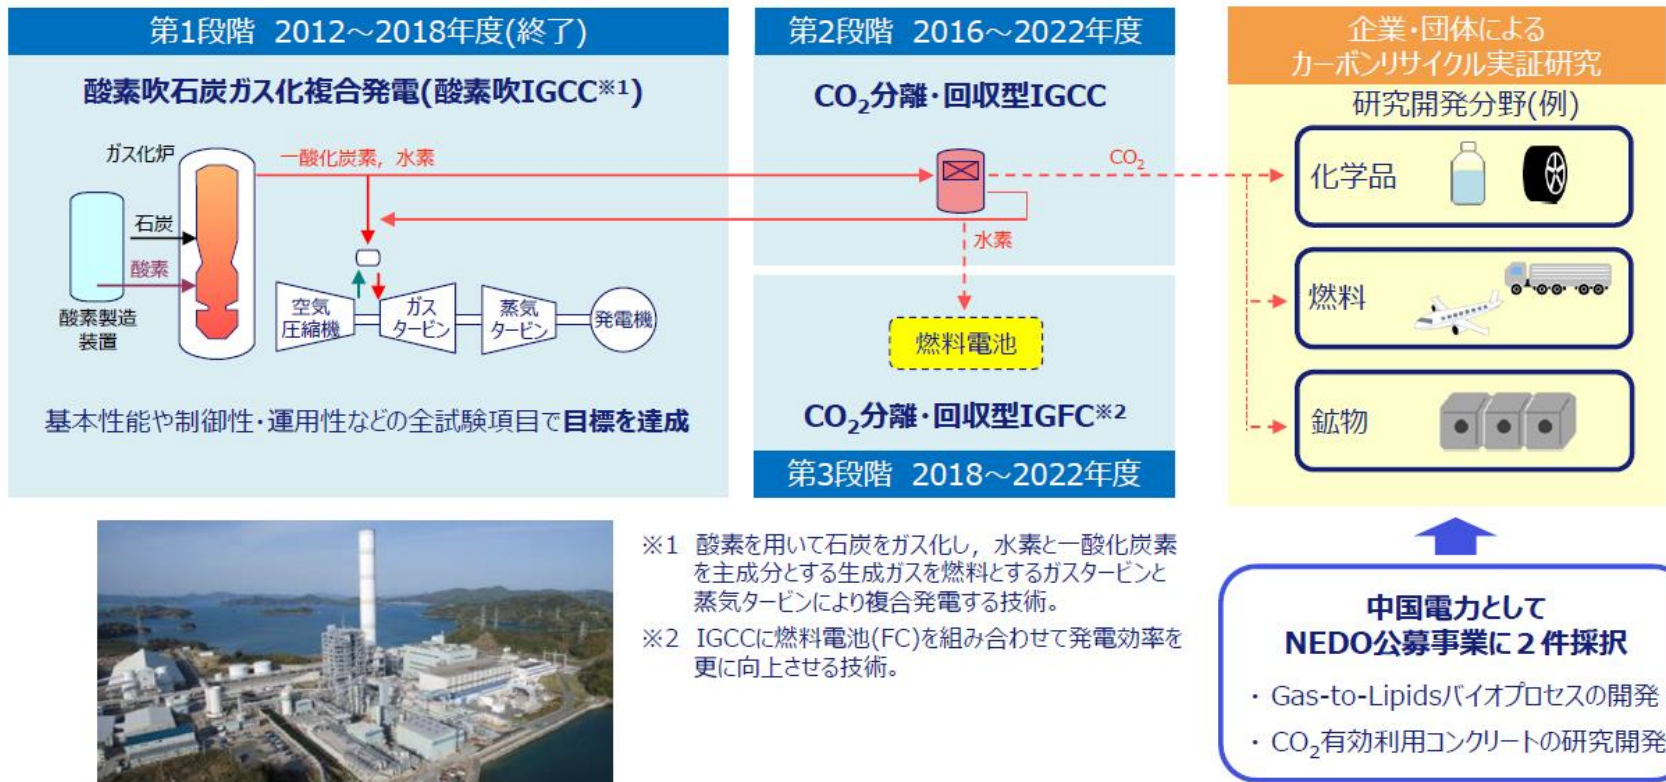 第1段階 2012～2018年度(終了)
酸素吹石炭ガス化複合発電(酸素吹IGCC※1)
ガス化炉
一酸化炭素，水素
石炭
酸素
酸素製造
装置
空気
圧縮機
ガス
タービン
蒸気
タービン
発電機
基本性能や制御性・運用性などの全試験項目で目標を達成
第2段階 2016～2022年度
CO2分離・回収型IGCC
CO2
水素
燃料電池
CO2分離・回収型IGFC※2
第3段階 2018～2022年度
企業・団体による
カーボンリサイクル実証研究
研究開発分野(例)
化学品
燃料
鉱物
※1 酸素を用いて石炭をガス化し，水素と一酸化炭素
を主成分とする生成ガスを燃料とするガスタービンと
蒸気タービンにより複合発電する技術。
※2 IGCCに燃料電池(FC)を組み合わせて発電効率を
更に向上させる技術。
中国電力として
NEDO公募事業に２件採択
・ Gas-to-Lipidsバイオプロセスの開発
・ CO2有効利用コンクリートの研究開発